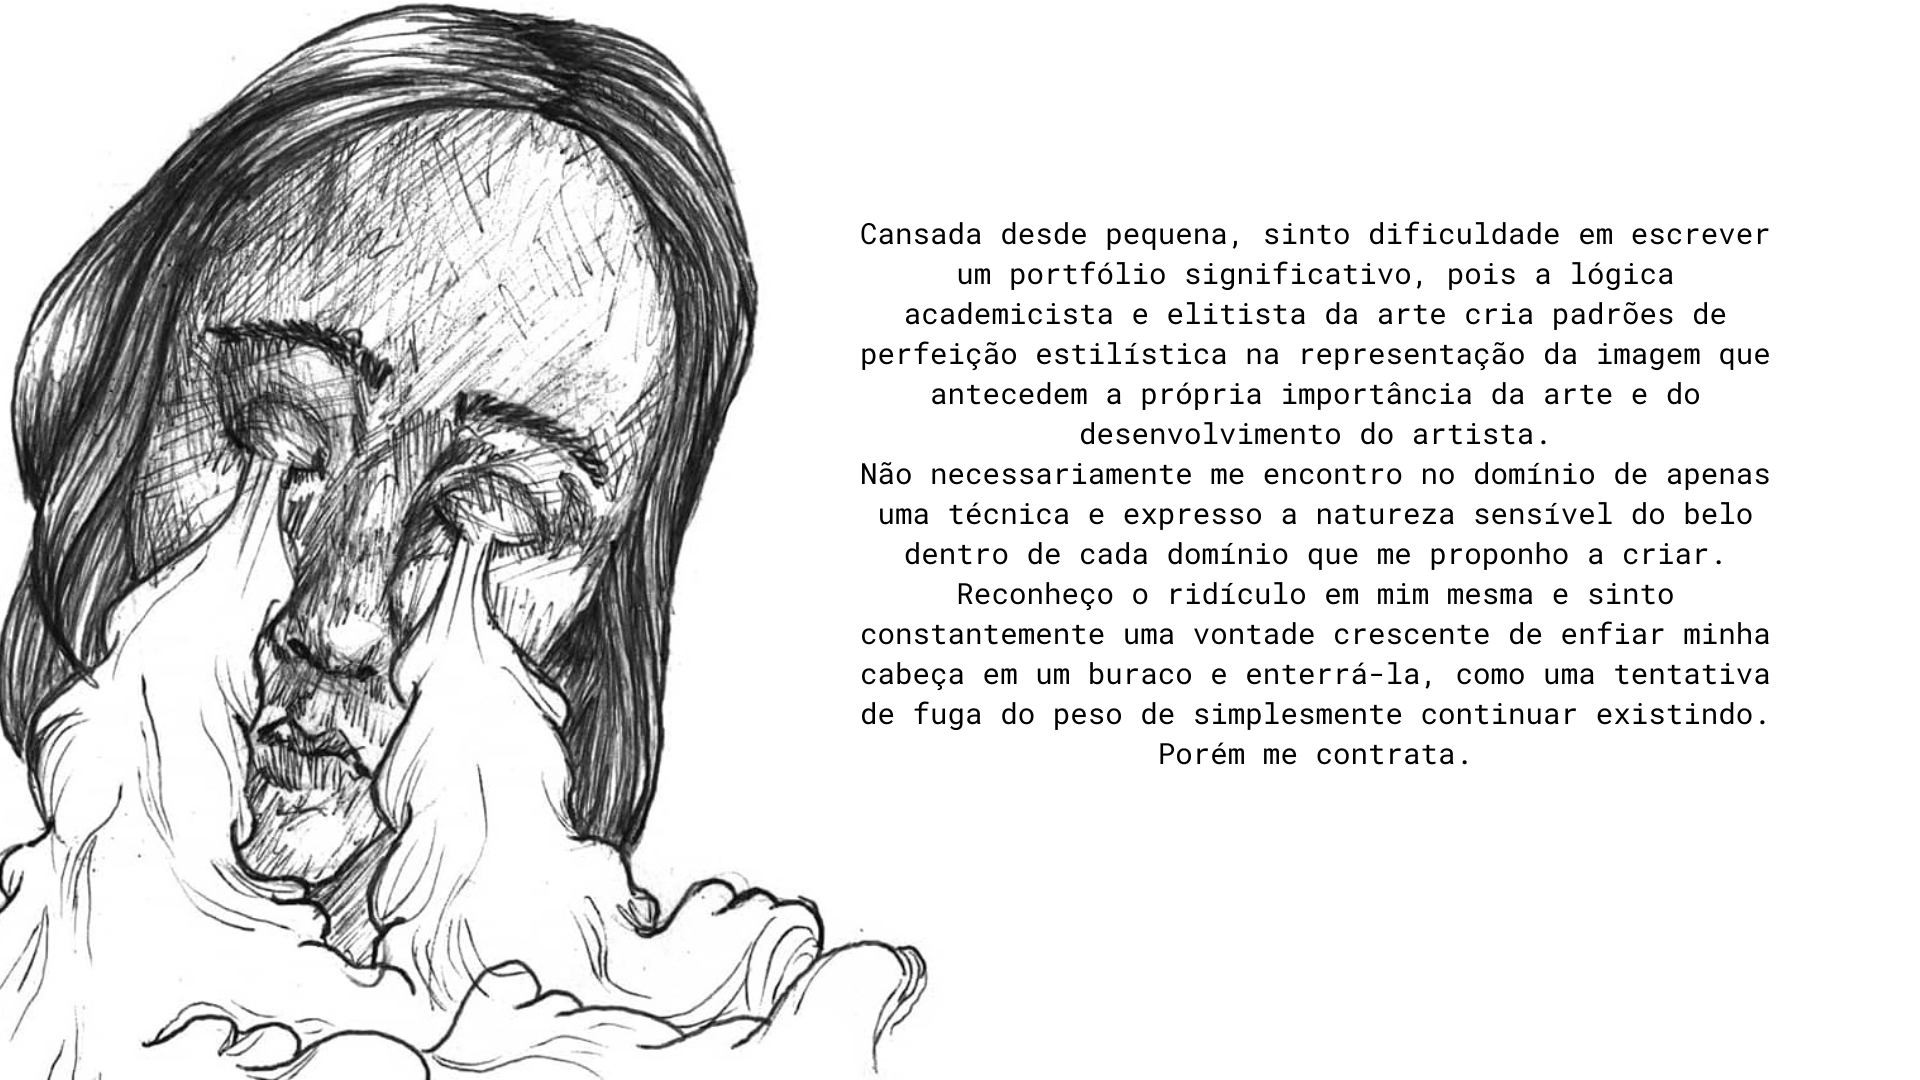 Cansada desde pequena, sinto dificuldade em escrever
um portfólio significativo, pois a lógica
academicista e elitista da arte cria padrões de
perfeição estilística na representação da imagem que
antecedem a própria importância da arte e do
desenvolvimento do artista.
Não necessariamente me encontro no domínio de apenas
uma técnica e expresso a natureza sensível do belo
dentro de cada domínio que me proponho a criar.
Reconheço o ridículo em mim mesma e sinto
constantemente uma vontade crescente de enfiar minha
cabeça em um buraco e enterrá-la, como uma tentativa
de fuga do peso de simplesmente continuar existindo.
Porém me contrata.